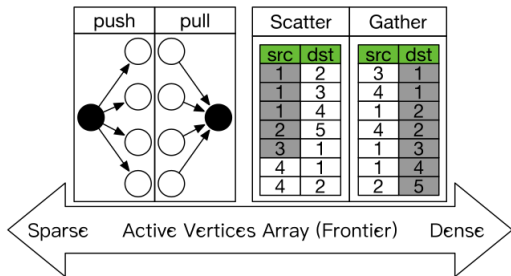 push pull Scatter Gather
src dst src dst
1 2 3 1
1 3 4 1
1 4 1 2
2 5 4 2
3 1 1 3
4 1 1 4
4 2 2 5
Sparse Active Vertices Array (Frontier) Dense